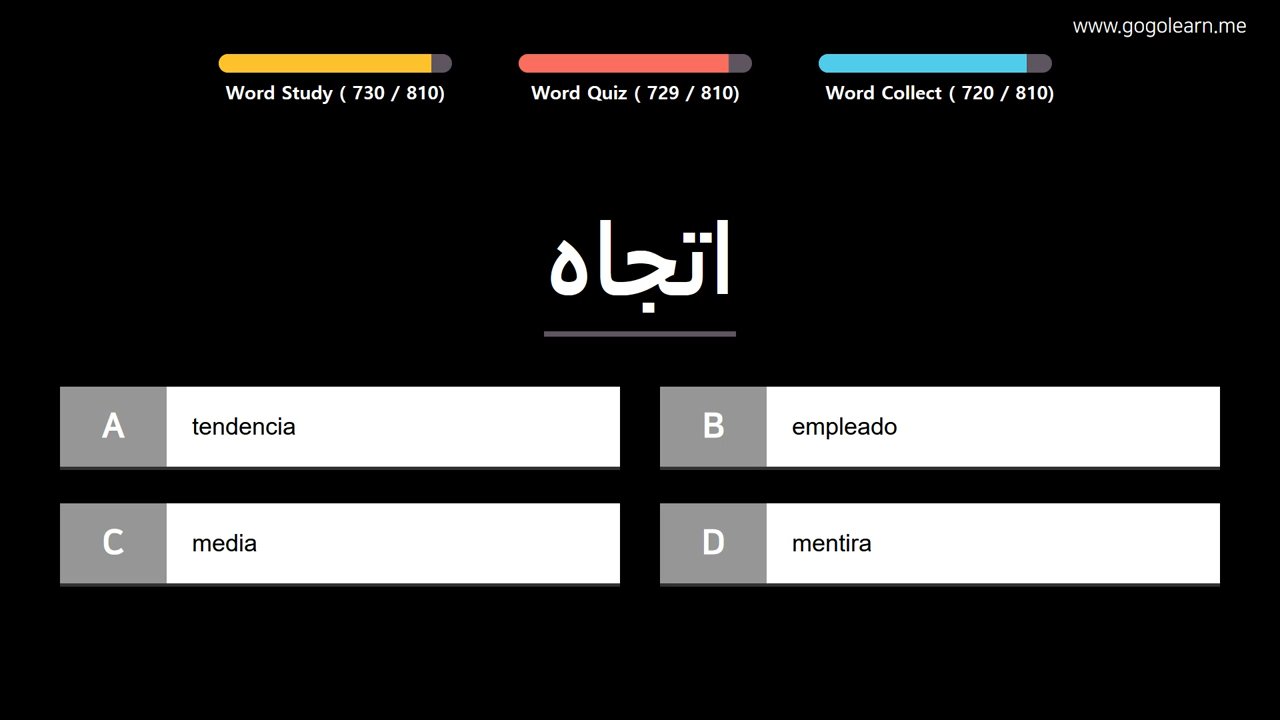 www.gogolearn.me
Word Study ( 730 / 810)
Word Quiz ( 729 / 810)
Word Collect ( 720 / 810)
اتجاه
A tendencia
B empleado
C media
D mentira